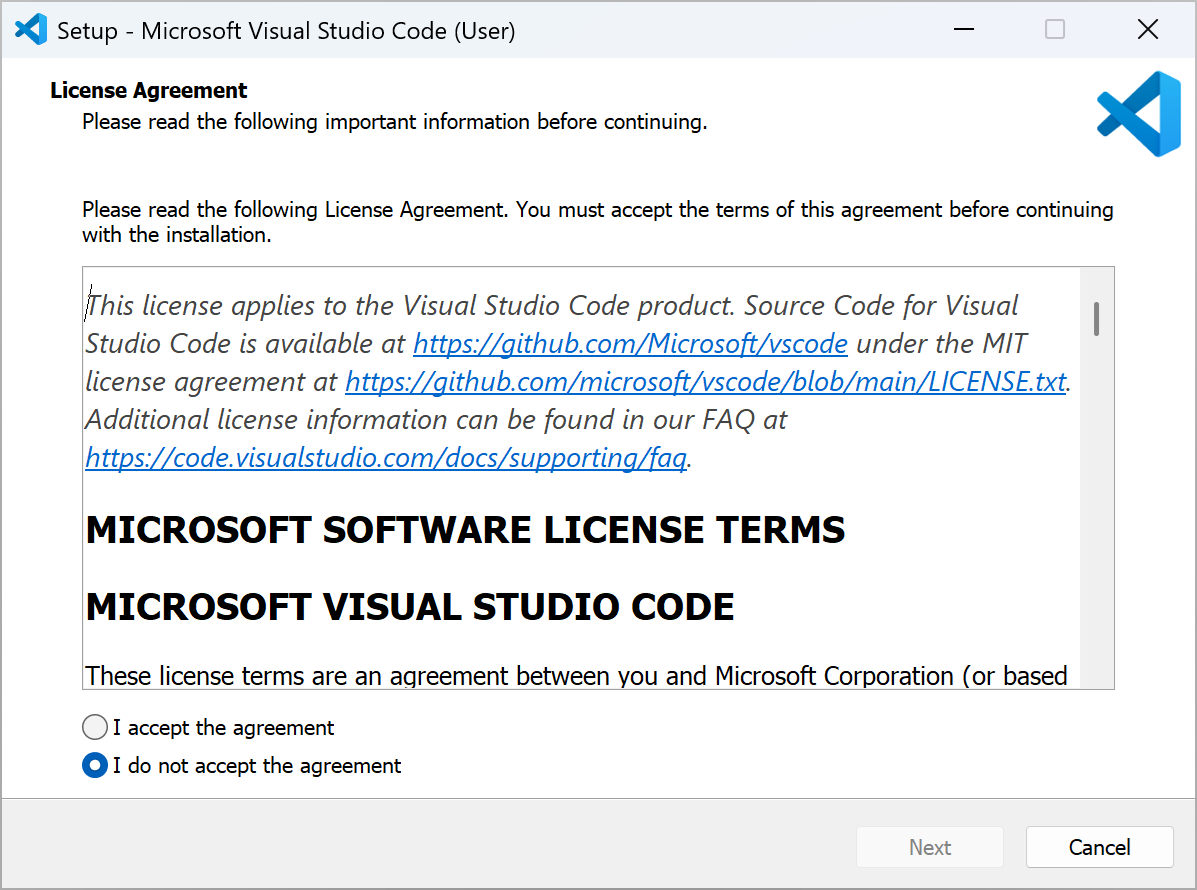 Setup - Microsoft Visual Studio Code (User)
License Agreement
Please read the following important information before continuing.
Please read the following License Agreement. You must accept the terms of this agreement before continuing
with the installation.
This license applies to the Visual Studio Code product. Source Code for Visual
Studio Code is available at https://github.com/Microsoft/vscode under the MIT
license agreement at https://github.com/microsoft/vscode/blob/main/LICENSE.txt.
Additional license information can be found in our FAQ at
https://code.visualstudio.com/docs/supporting/faq.
MICROSOFT SOFTWARE LICENSE TERMS
MICROSOFT VISUAL STUDIO CODE
These license terms are an agreement between you and Microsoft Corporation (or based
I accept the agreement
I do not accept the agreement
Next
Cancel